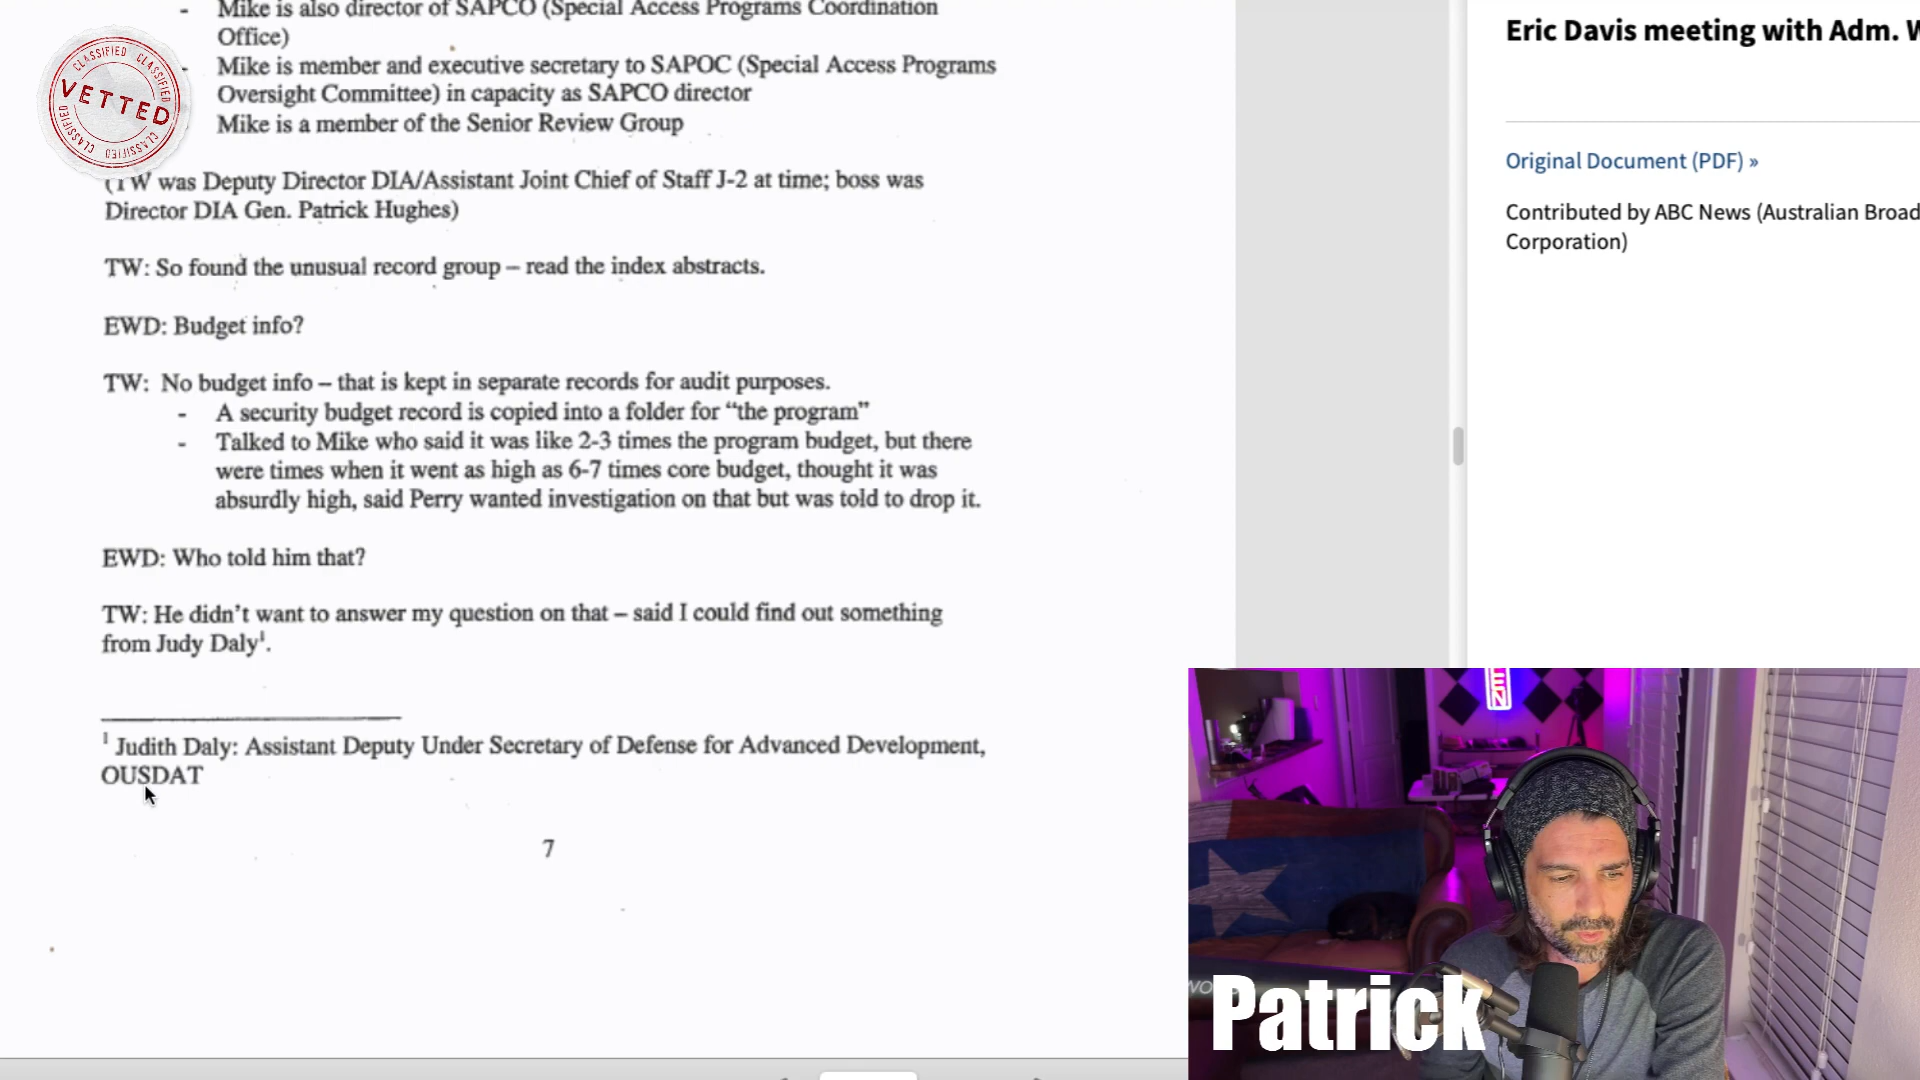 Mike is also director of SAPCO (Special Access Programs Coordination
Office)
- Mike is member and executive secretary to SAPOC (Special Access Programs
Oversight Committee) in capacity as SAPCO director
Mike is a member of the Senior Review Group
(TW was Deputy Director DIA/Assistant Joint Chief of Staff J-2 at time; boss was
Director DIA Gen. Patrick Hughes)
TW: So found the unusual record group – read the index abstracts.
EWD: Budget info?
TW: No budget info – that is kept in separate records for audit purposes.
- A security budget record is copied into a folder for “the program”
- Talked to Mike who said it was like 2-3 times the program budget, but there
were times when it went as high as 6-7 times core budget, thought it was
absurdly high, said Perry wanted investigation on that but was told to drop it.
EWD: Who told him that?
TW: He didn’t want to answer my question on that – said I could find out something
from Judy Daly¹.
¹ Judith Daly: Assistant Deputy Under Secretary of Defense for Advanced Development,
OUSDAT
7
CLASSIFIED CLASSIFIED
VETTED
CLASSIFIED CLASSIFIED CLASSIFIED
Eric Davis meeting with Adm.
Original Document (PDF) »
Contributed by ABC News (Australian Broad
Corporation)
Patrick